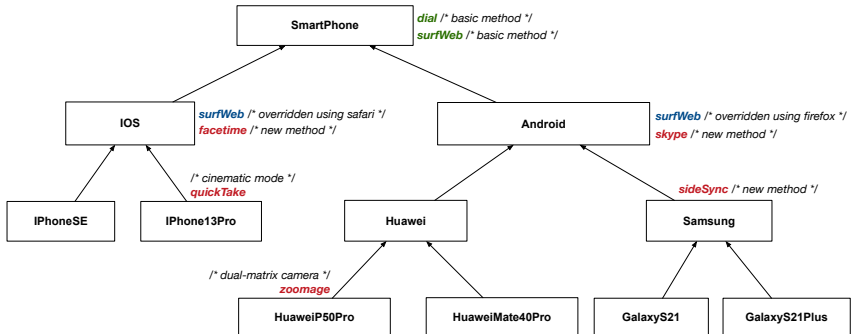 SmartPhone
dial /* basic method */
surfWeb /* basic method */
IOS
surfWeb /* overridden using safari */
facetime /* new method */
Android
surfWeb /* overridden using firefox */
skype /* new method */
/* cinematic mode */
quickTake
sideSync /* new method */
IPhoneSE
IPhone13Pro
Huawei
Samsung
/* dual-matrix camera */
zoomage
HuaweiP50Pro
HuaweiMate40Pro
GalaxyS21
GalaxyS21Plus